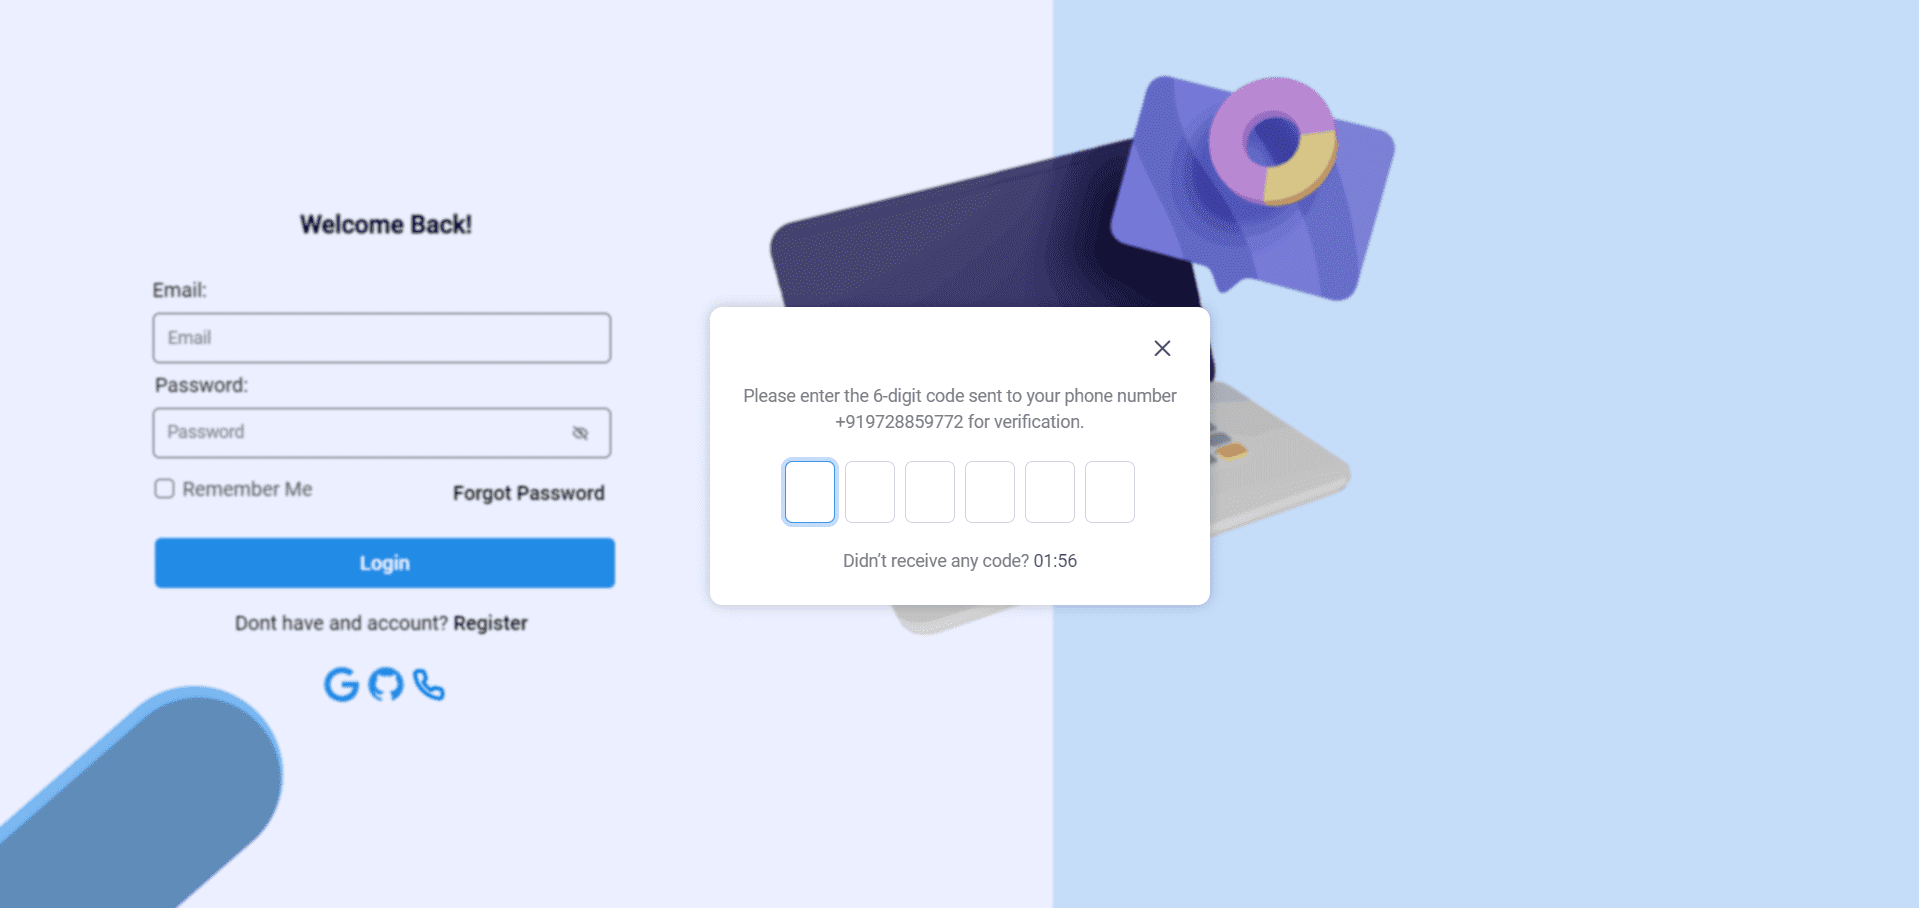 Welcome Back!
Email:
Email
Password:
Password
Remember Me
Forgot Password
Login
Dont have and account? Register
Please enter the 6-digit code sent to your phone number
+919728859772 for verification.
Didn’t receive any code? 01:56